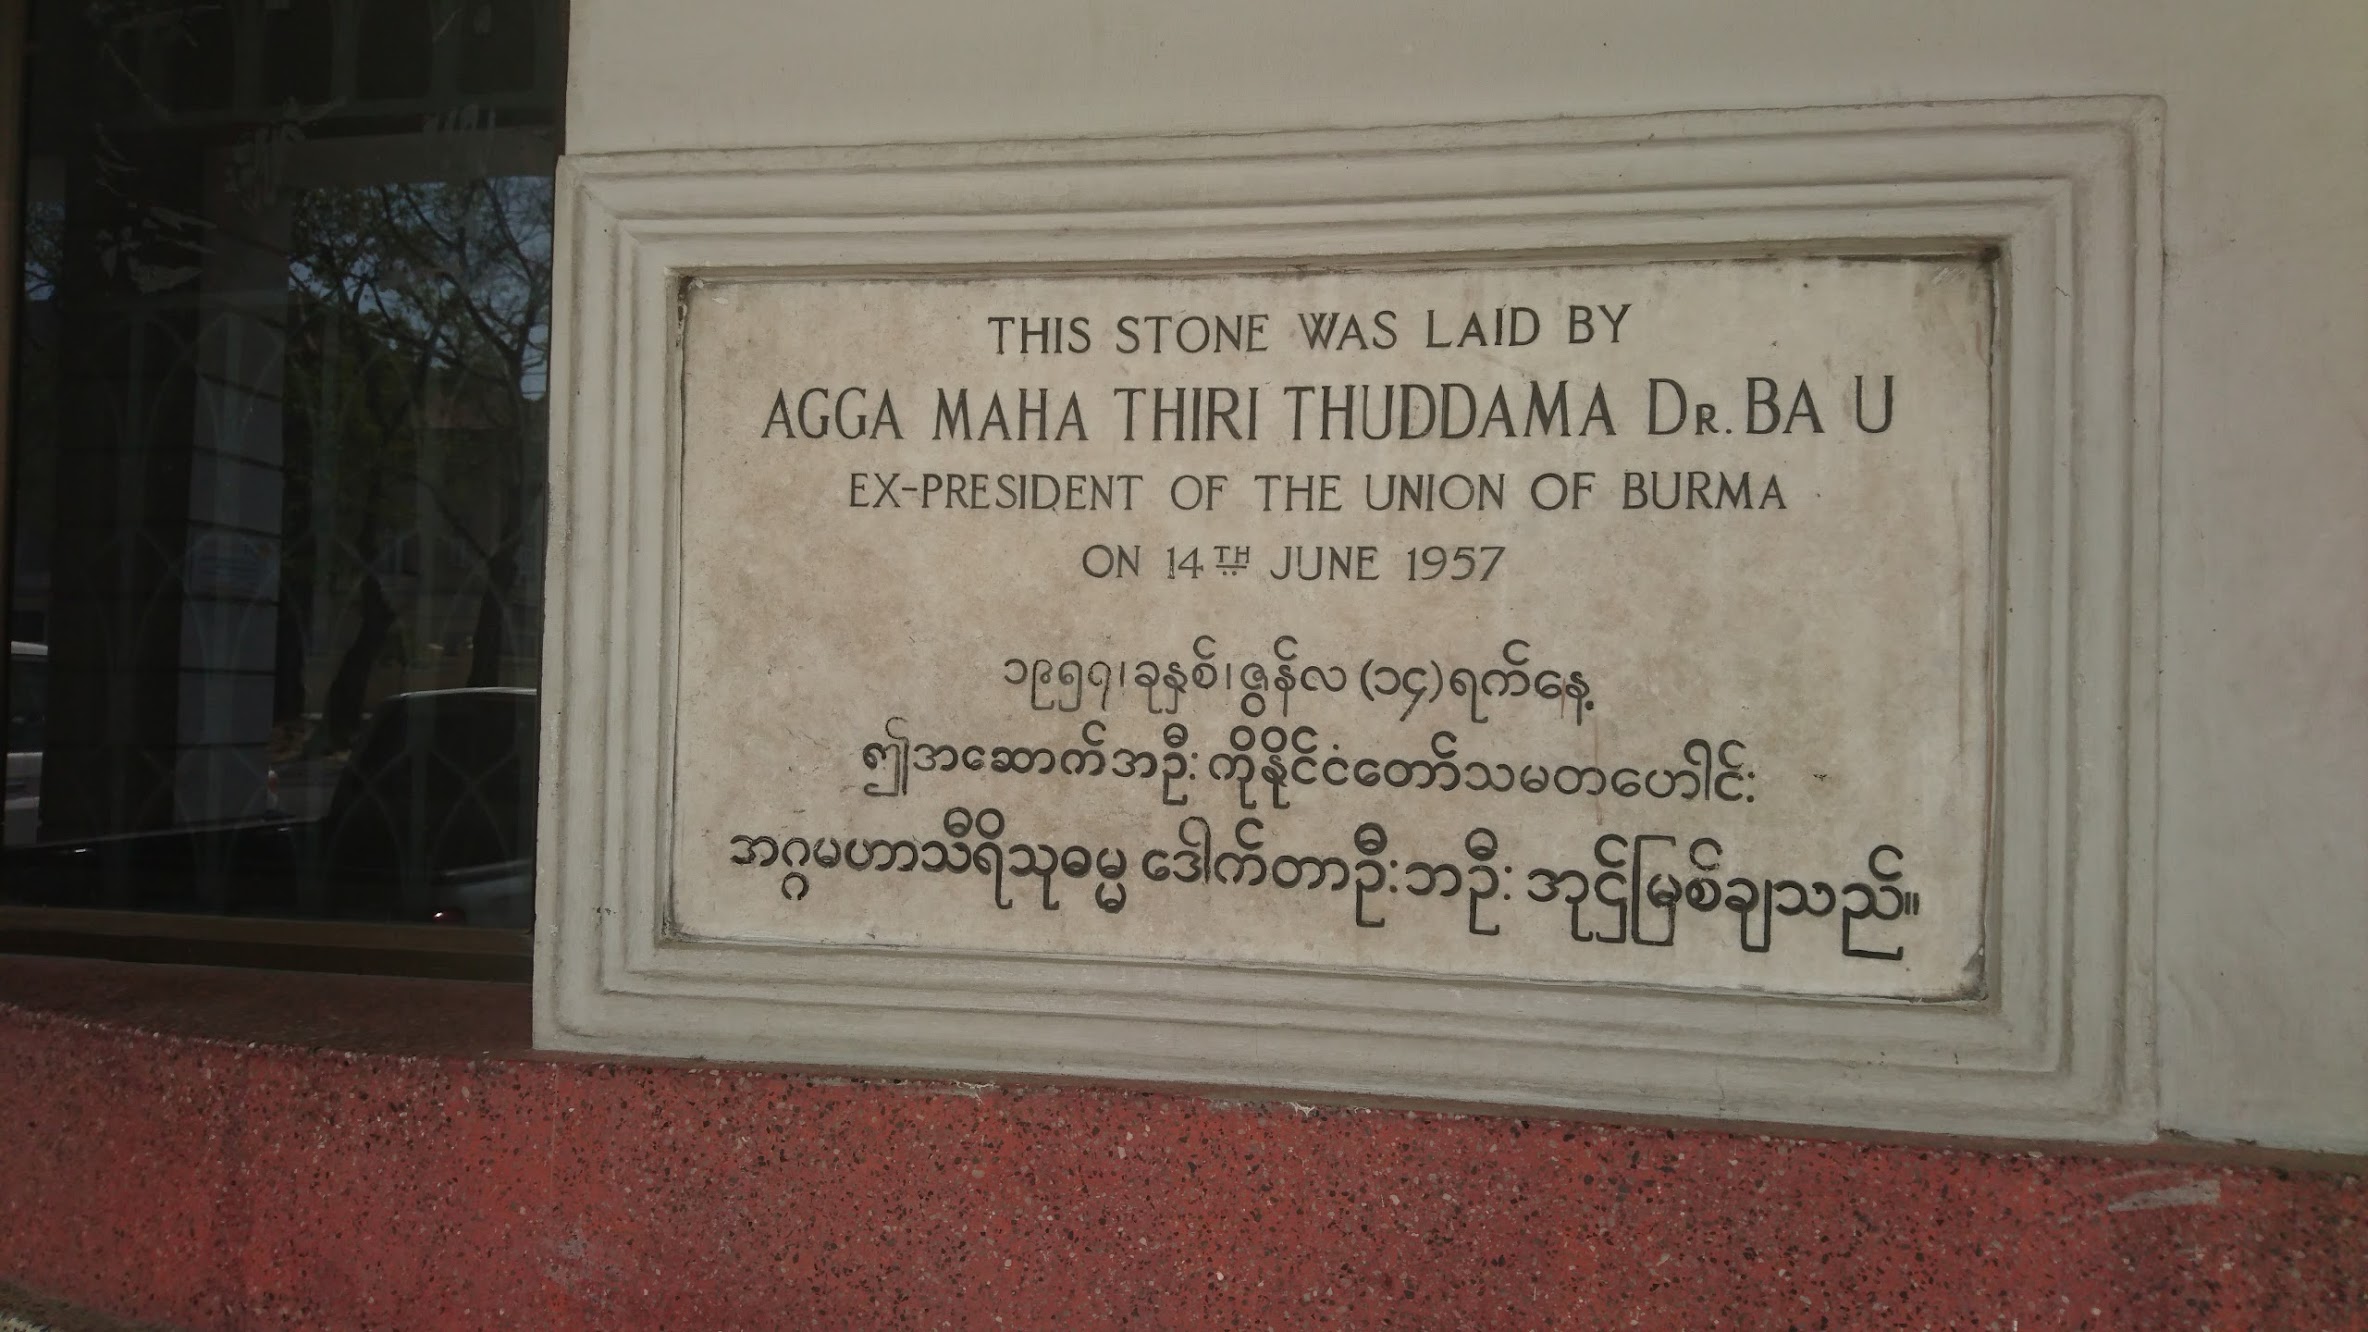 THIS STONE WAS LAID BY
AGGA MAHA THIRI THUDDAMA DR. BA U
EX-PRESIDENT OF THE UNION OF BURMA
ON 14TH JUNE 1957
၁၉၅၇၊ခုနှစ်၊ဇွန်လ (၁၄) ရက်နေ့
ဤအဆောက်အဦး ကိုနိုင်ငံတော်သမတဟောင်း
အဂ္ဂမဟာသီရိသုဓမ္မ ဒေါက်တာဦးဘဦး အုဌ်မြစ်ချသည်။